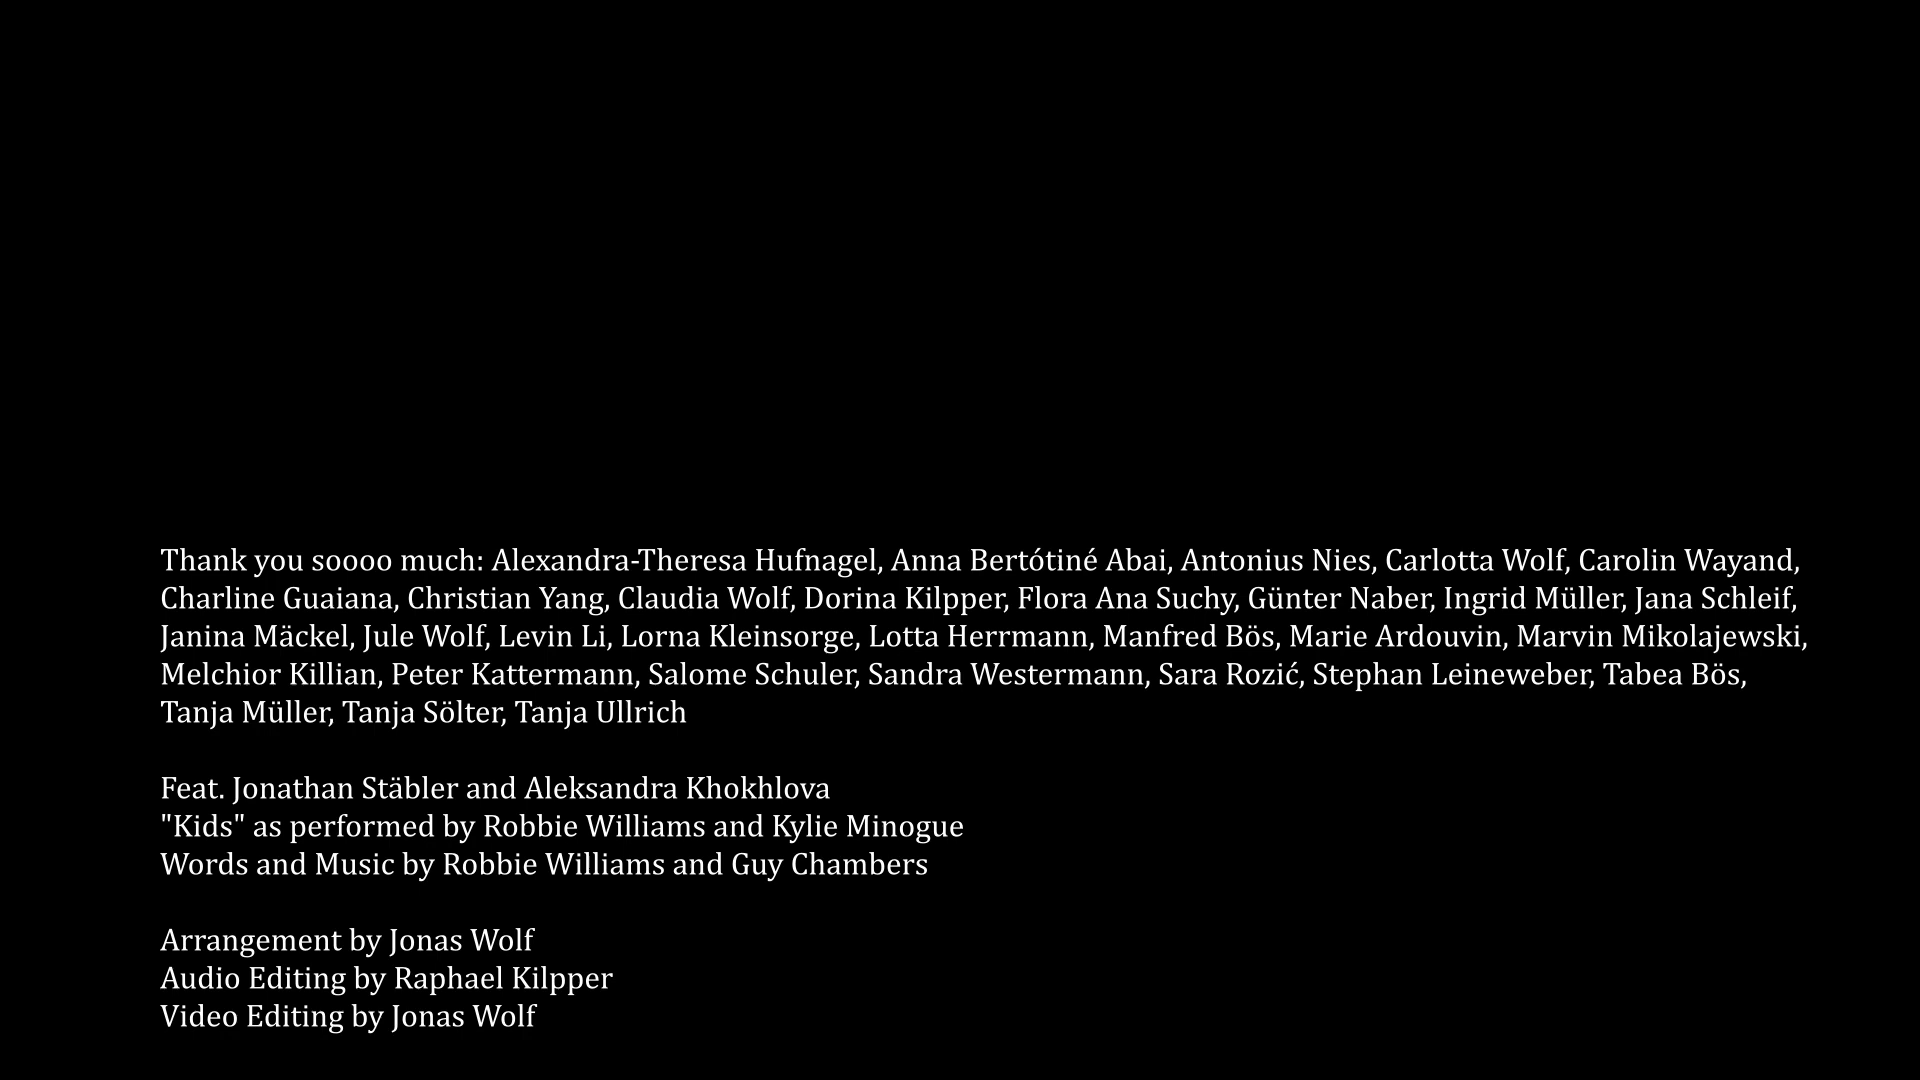 Thank you soooo much: Alexandra-Theresa Hufnagel, Anna Bertótiné Abai, Antonius Nies, Carlotta Wolf, Carolin Wayand,
Charline Guaiana, Christian Yang, Claudia Wolf, Dorina Kilpper, Flora Ana Suchy, Günter Naber, Ingrid Müller, Jana Schleif,
Janina Mäckel, Jule Wolf, Levin Li, Lorna Kleinsorge, Lotta Herrmann, Manfred Bös, Marie Ardouvin, Marvin Mikolajewski,
Melchior Killian, Peter Kattermann, Salome Schuler, Sandra Westermann, Sara Rozić, Stephan Leineweber, Tabea Bös,
Tanja Müller, Tanja Sölter, Tanja Ullrich
Feat. Jonathan Stäbler and Aleksandra Khokhlova
"Kids" as performed by Robbie Williams and Kylie Minogue
Words and Music by Robbie Williams and Guy Chambers
Arrangement by Jonas Wolf
Audio Editing by Raphael Kilpper
Video Editing by Jonas Wolf